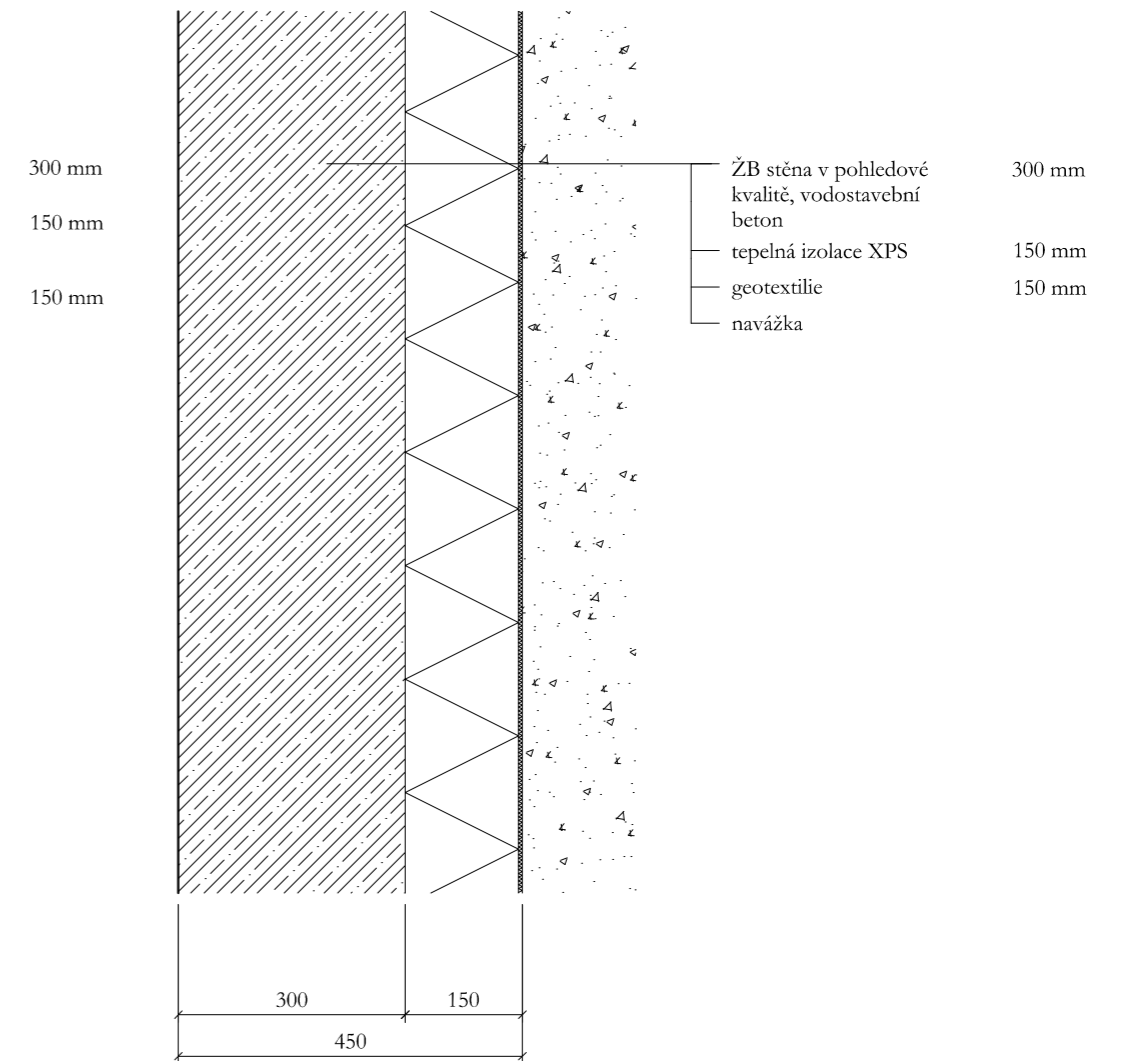 300 mm
150 mm
150 mm
ŽB stěna v pohledové 300 mm
kvalitě, vodostavební
beton
tepelná izolace XPS 150 mm
geotextilie 150 mm
navážka
300 150
450